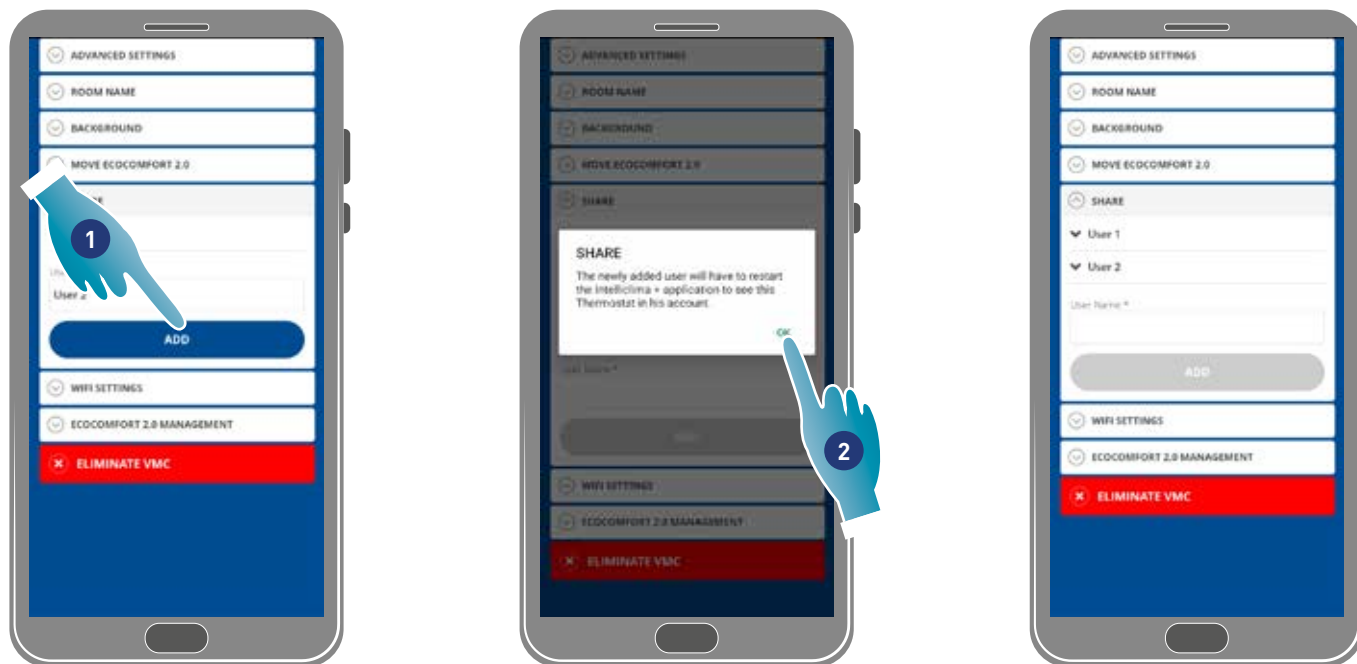 ADVANCED SETTINGS
ROOM NAME
BACKGROUND
MOVE ECOCOMFORT 2.0
1
User 2
ADD
WIFI SETTINGS
ECOCOMFORT 2.0 MANAGEMENT
ELIMINATE VMC
ADVANCED SETTINGS
ROOM NAME
BACKGROUND
MOVE ECOCOMFORT 2.0
SHARE
SHARE
The newly added user will have to restart
the Intelliclima + application to see this
Thermostat in his account
OK
User Name *
ADD
2
WIFI SETTINGS
ECOCOMFORT 2.0 MANAGEMENT
ELIMINATE VMC
ADVANCED SETTINGS
ROOM NAME
BACKGROUND
MOVE ECOCOMFORT 2.0
SHARE
User 1
User 2
User Name *
ADD
WIFI SETTINGS
ECOCOMFORT 2.0 MANAGEMENT
ELIMINATE VMC